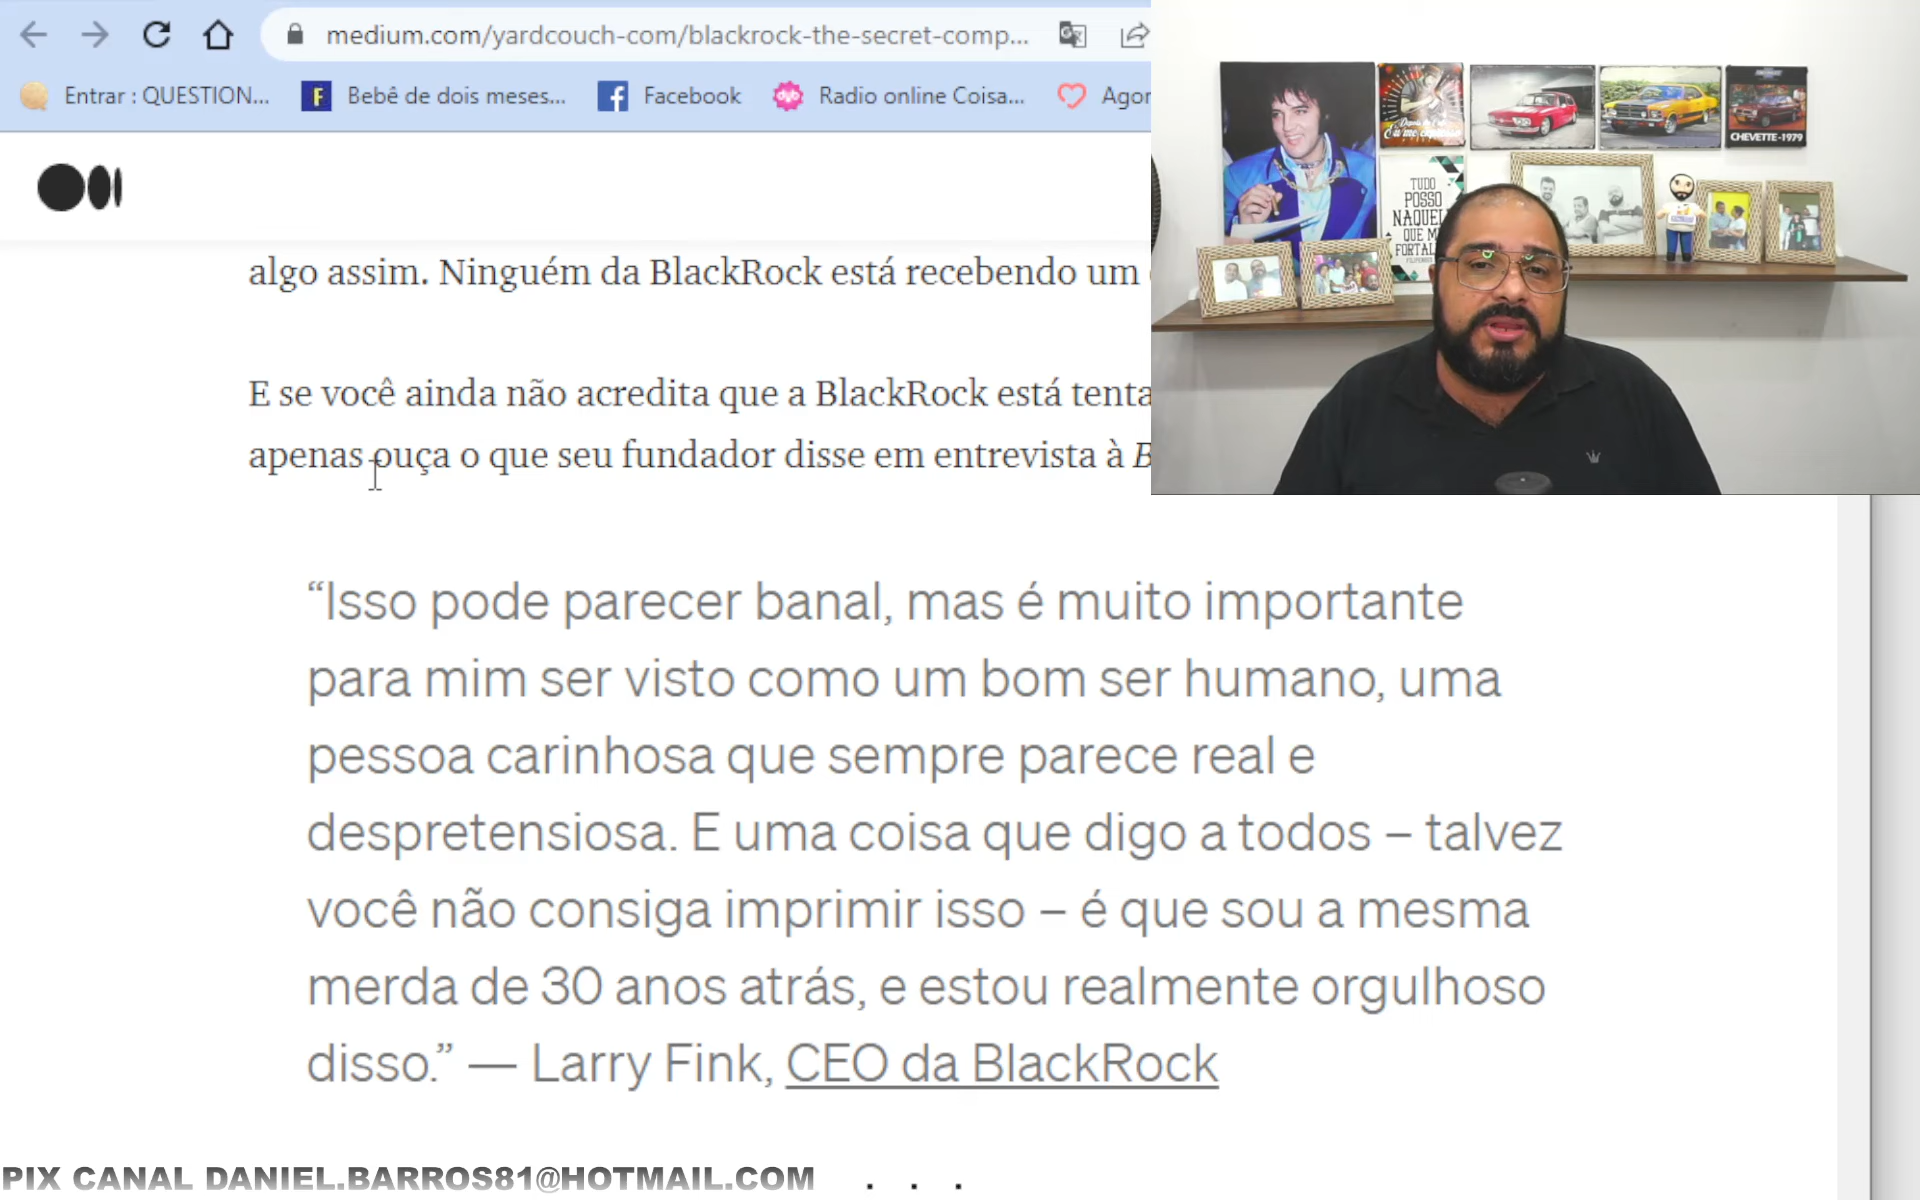 medium.com/yardcouch-com/blackrock-the-secret-comp...
Entrar : QUESTION... Bebê de dois meses... Facebook Radio online Coisa... Agor
CHEVETTE-1979
TUDO
POSSO
NAQUEL
QUE M
FORTAL
algo assim. Ninguém da BlackRock está recebendo um
E se você ainda não acredita que a BlackRock está tenta
apenas ouça o que seu fundador disse em entrevista à B
“Isso pode parecer banal, mas é muito importante
para mim ser visto como um bom ser humano, uma
pessoa carinhosa que sempre parece real e
despretensiosa. E uma coisa que digo a todos – talvez
você não consiga imprimir isso – é que sou a mesma
merda de 30 anos atrás, e estou realmente orgulhoso
disso.” — Larry Fink, CEO da BlackRock
PIX CANAL DANIEL.BARROS81@HOTMAIL.COM . . .